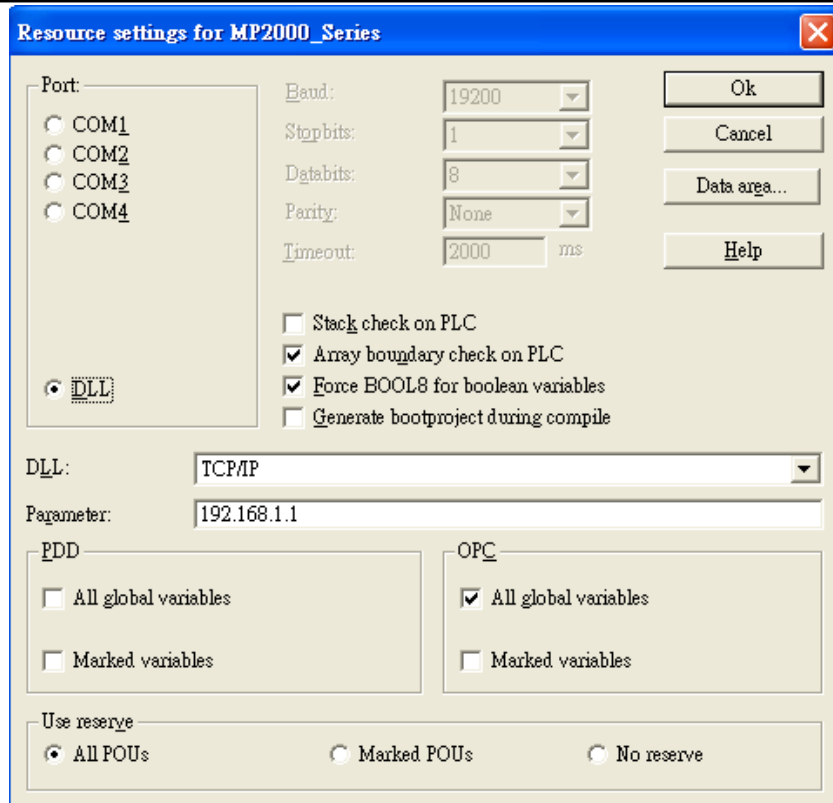 Resource settings for MP2000_Series
Port:
COM1
COM2
COM3
COM4
DLL
Baud: 19200
Stopbits: 1
Databits: 8
Parity: None
Timeout: 2000 ms
Ok
Cancel
Data area...
Help
Stack check on PLC
Array boundary check on PLC
Force BOOL8 for boolean variables
Generate bootproject during compile
DLL: TCP/IP
Parameter: 192.168.1.1
PDD
All global variables
Marked variables
OPC
All global variables
Marked variables
Use reserve
All POUs Marked POUs No reserve